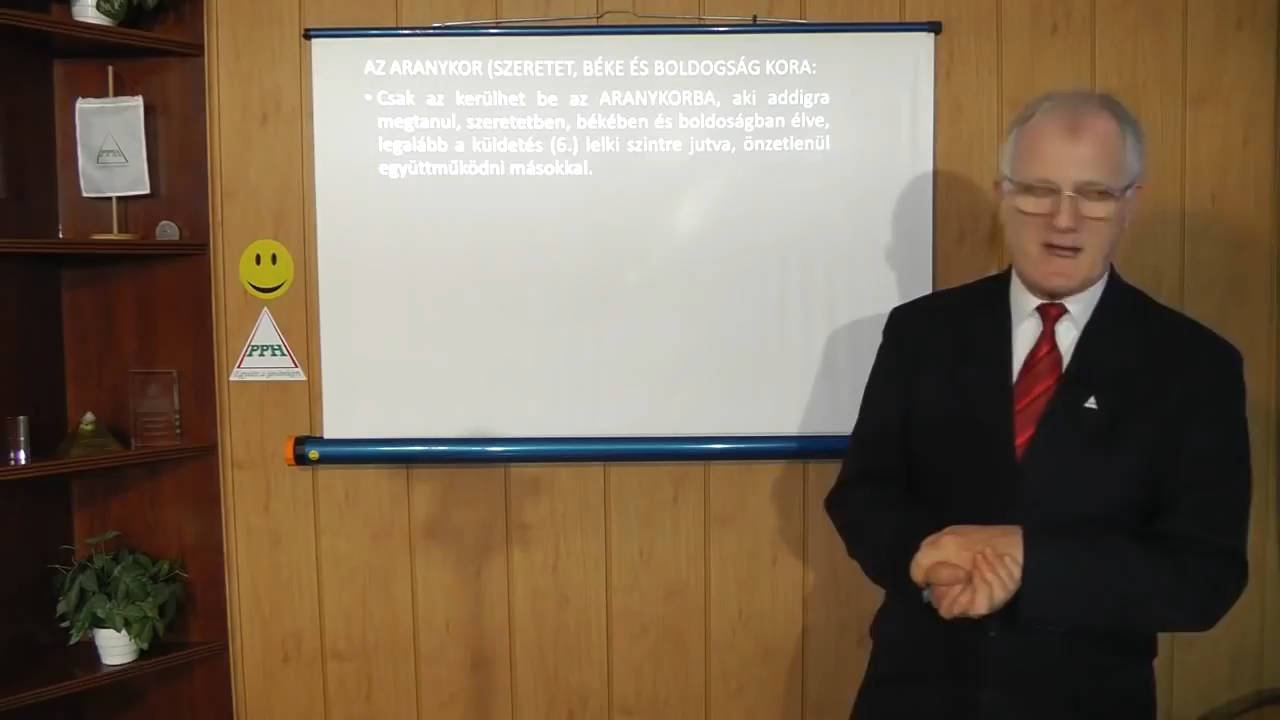 AZ ARANYKOR (SZERETET, BÉKE ÉS BOLDOGSÁG KORA:
• Csak az kerülhet be az ARANYKORBA, aki addigra
megtanul, szeretetben, békében és boldoságban élve,
legalább a küldetés (6.) lelki szintre jutva, önzetlenül
együttműködni másokkal.
PPH